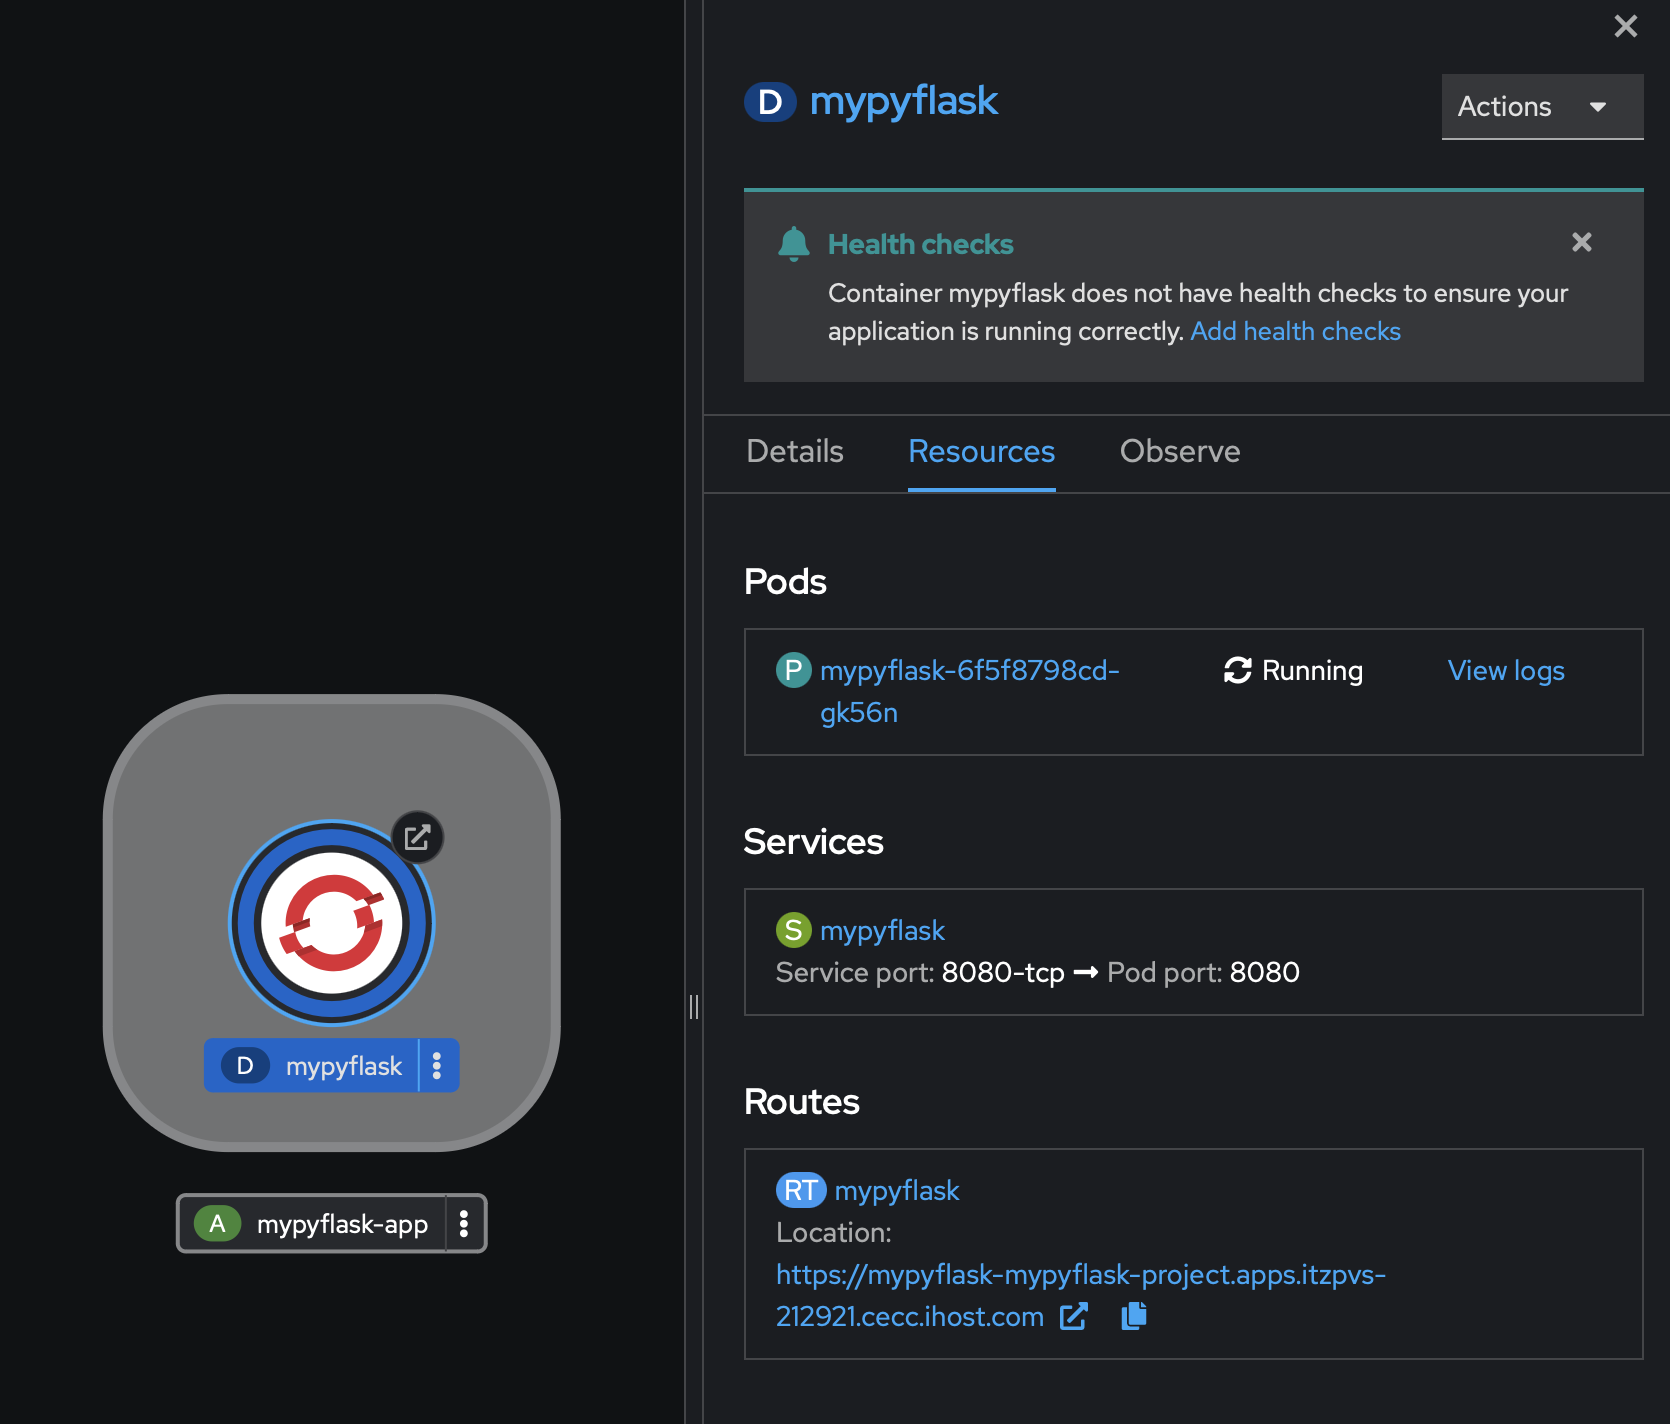 D mypyflask
Actions
Health checks
Container mypyflask does not have health checks to ensure your
application is running correctly. Add health checks
Details Resources Observe
Pods
P mypyflask-6f5f8798cd-
gk56n
Running
View logs
Services
S mypyflask
Service port: 8080-tcp → Pod port: 8080
Routes
RT mypyflask
Location:
https://mypyflask-mypyflask-project.apps.itzpvs-
212921.cecc.ihost.com
D mypyflask
A mypyflask-app